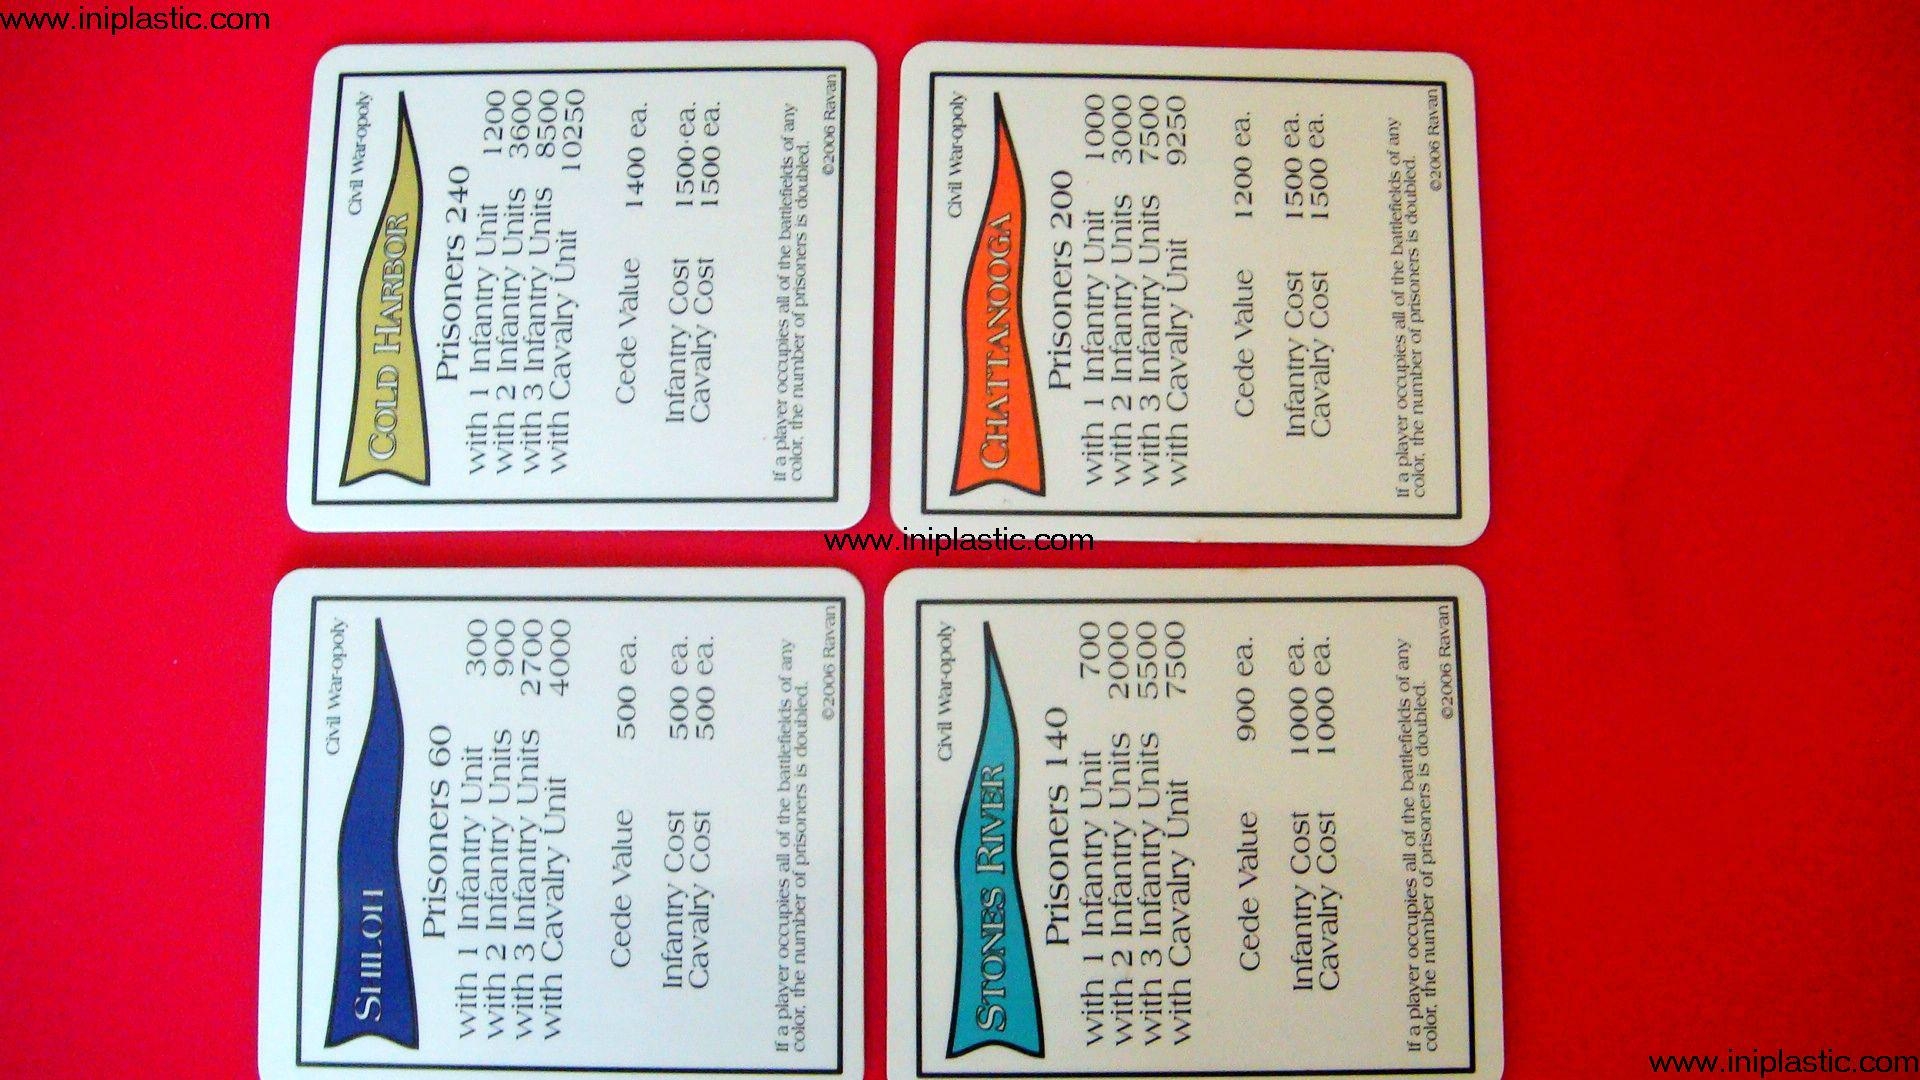 www.iniplastic.com
Civil War-opoly
COLD HARBOR
Prisoners 240
with 1 Infantry Unit 1200
with 2 Infantry Units 3600
with 3 Infantry Units 8500
with Cavalry Unit 10250
Cede Value 1400 ea.
Infantry Cost 1500 ea.
Cavalry Cost 1500 ea.
If a player occupies all of the battlefields of any
color, the number of prisoners is doubled.
©2006 Ravan
Civil War-opoly
CHATTANOOGA
Prisoners 200
with 1 Infantry Unit 1000
with 2 Infantry Units 3000
with 3 Infantry Units 7500
with Cavalry Unit 9250
Cede Value 1200 ea.
Infantry Cost 1500 ea.
Cavalry Cost 1500 ea.
If a player occupies all of the battlefields of any
color, the number of prisoners is doubled.
©2006 Ravan
www.iniplastic.com
Civil War-opoly
SHILOH
Prisoners 60
with 1 Infantry Unit 300
with 2 Infantry Units 900
with 3 Infantry Units 2700
with Cavalry Unit 4000
Cede Value 500 ea.
Infantry Cost 500 ea.
Cavalry Cost 500 ea.
If a player occupies all of the battlefields of any
color, the number of prisoners is doubled.
©2006 Ravan
Civil War-opoly
STONES RIVER
Prisoners 140
with 1 Infantry Unit 700
with 2 Infantry Units 2000
with 3 Infantry Units 5500
with Cavalry Unit 7500
Cede Value 900 ea.
Infantry Cost 1000 ea.
Cavalry Cost 1000 ea.
If a player occupies all of the battlefields of any
color, the number of prisoners is doubled.
©2006 Ravan
www.iniplastic.com